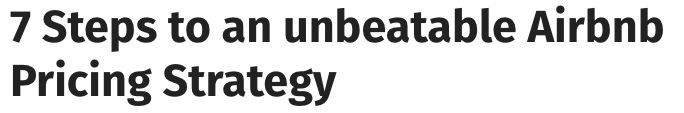 7 Steps to an unbeatable Airbnb
Pricing Strategy